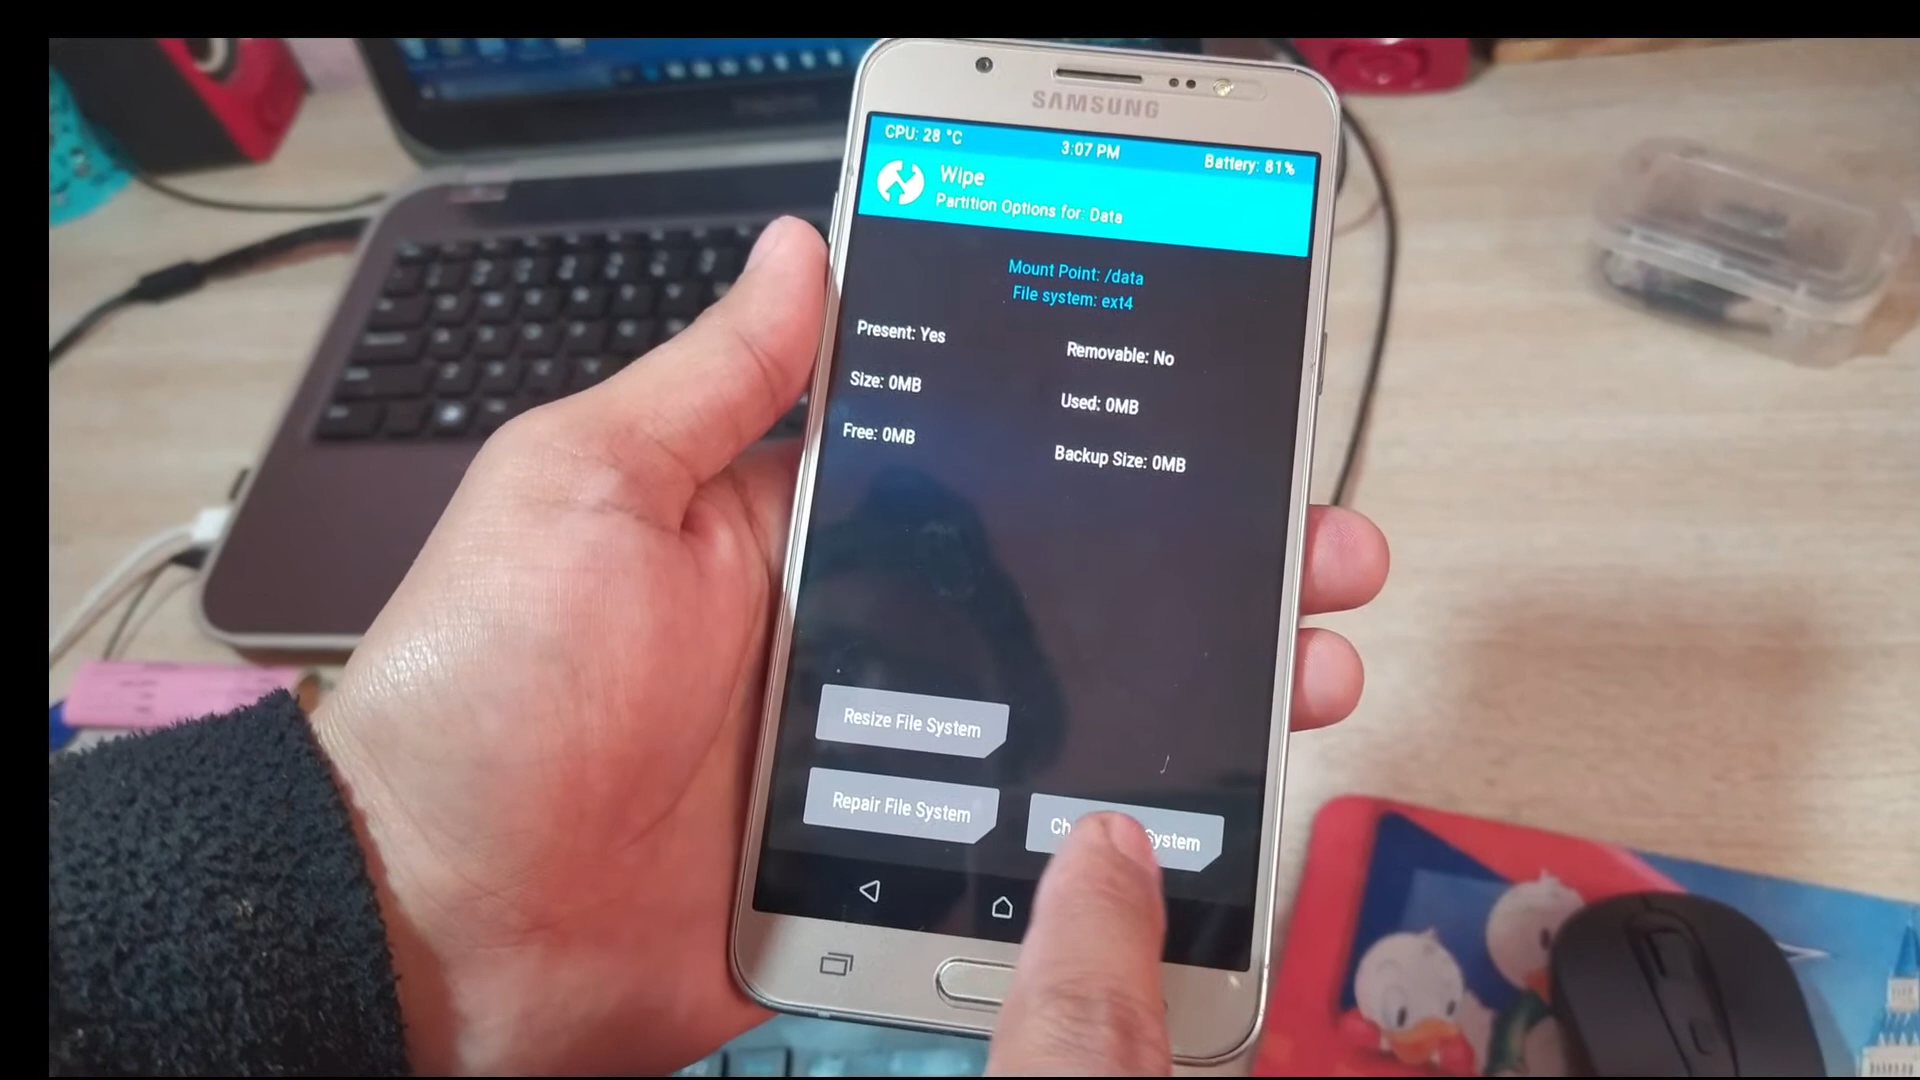 SAMSUNG
CPU: 28 °C
3:07 PM
Battery: 81%
Wipe
Partition Options for: Data
Mount Point: /data
File system: ext4
Present: Yes
Removable: No
Size: 0MB
Used: 0MB
Free: 0MB
Backup Size: 0MB
Resize File System
Repair File System
System